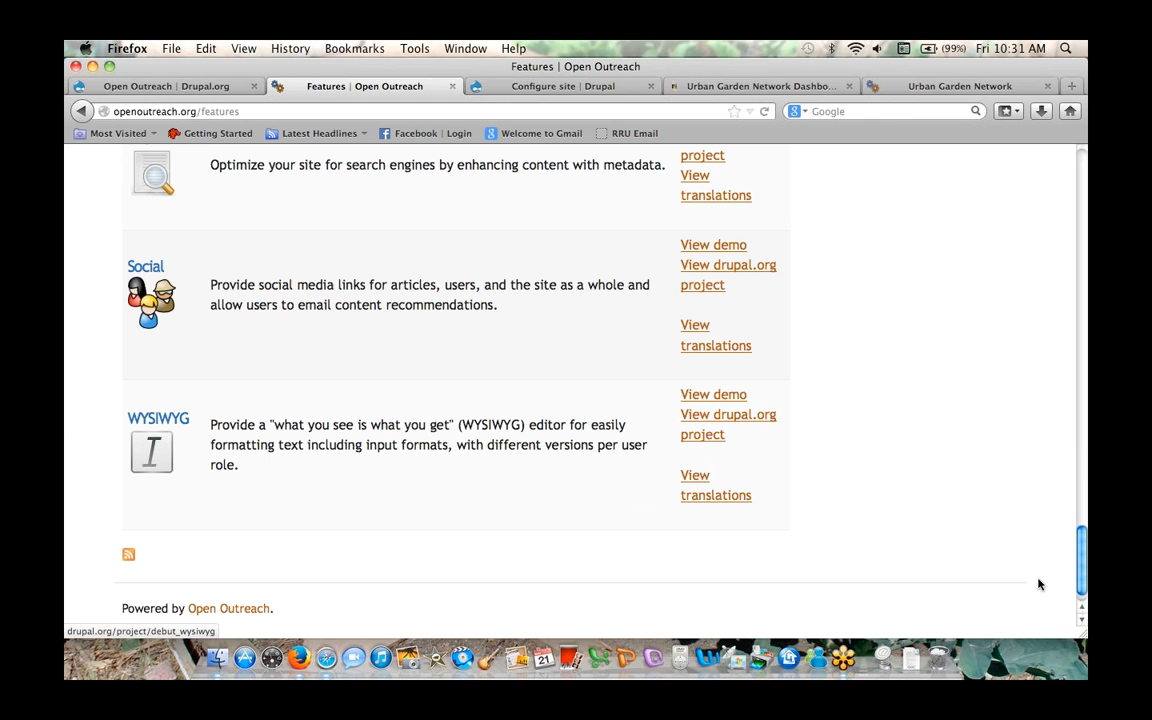 Firefox File Edit View History Bookmarks Tools Window Help (99%) Fri 10:31 AM
Features | Open Outreach
Open Outreach | Drupal.org Features | Open Outreach Configure site | Drupal Urban Garden Network Dashbo... Urban Garden Network
openoutreach.org/features Google
Most Visited Getting Started Latest Headlines Facebook | Login Welcome to Gmail RRU Email
Optimize your site for search engines by enhancing content with metadata.
project
View
translations
Social
Provide social media links for articles, users, and the site as a whole and
allow users to email content recommendations.
View demo
View drupal.org
project
View
translations
WYSIWYG
I
Provide a "what you see is what you get" (WYSIWYG) editor for easily
formatting text including input formats, with different versions per user
role.
View demo
View drupal.org
project
View
translations
Powered by Open Outreach.
drupal.org/project/debut_wysiwyg
21